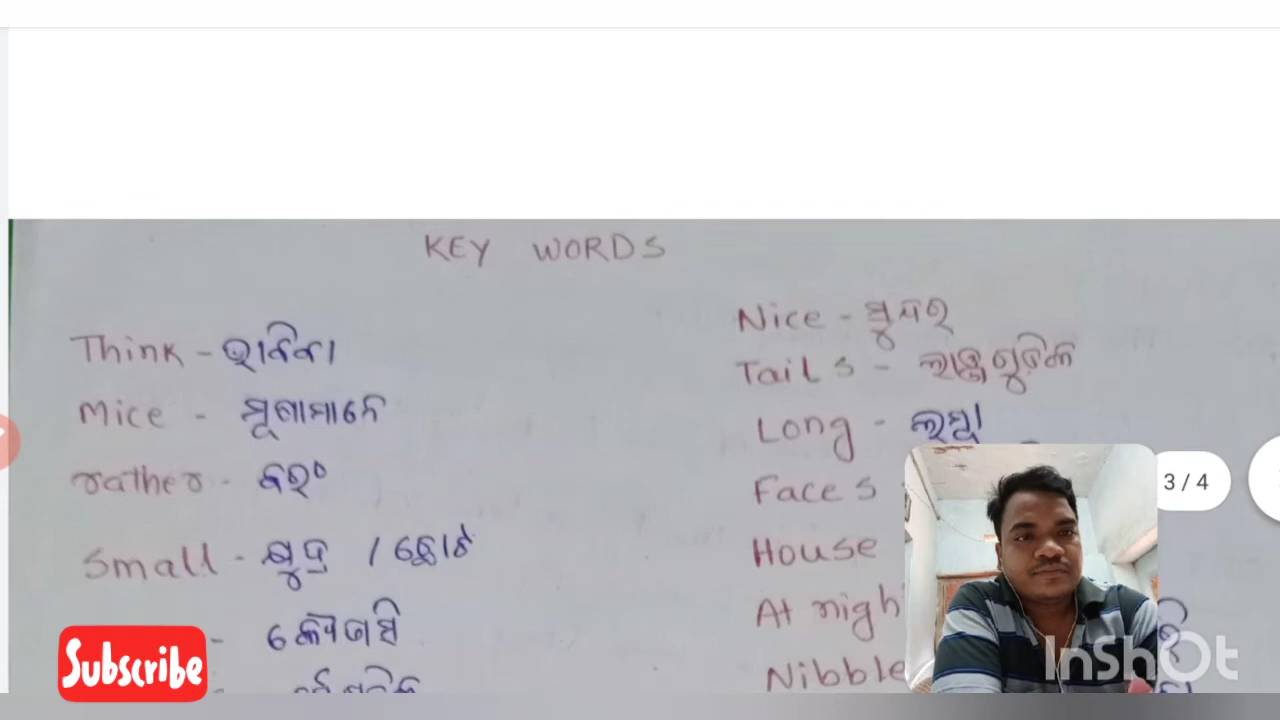 KEY WORDS
Think - ଭାବିବା
Mice - ମୂଷାମାନେ
rather - ବରଂ
Small - କ୍ଷୁଦ୍ର / ଛୋଟ
- କୌଣସି
Nice - ସୁନ୍ଦର
Tails - ଲାଞ୍ଜଗୁଡ଼ିକ
Long - ଲମ୍ବା
Faces
House
At nigh
Nibble
3 / 4
Subscribe
InShOt